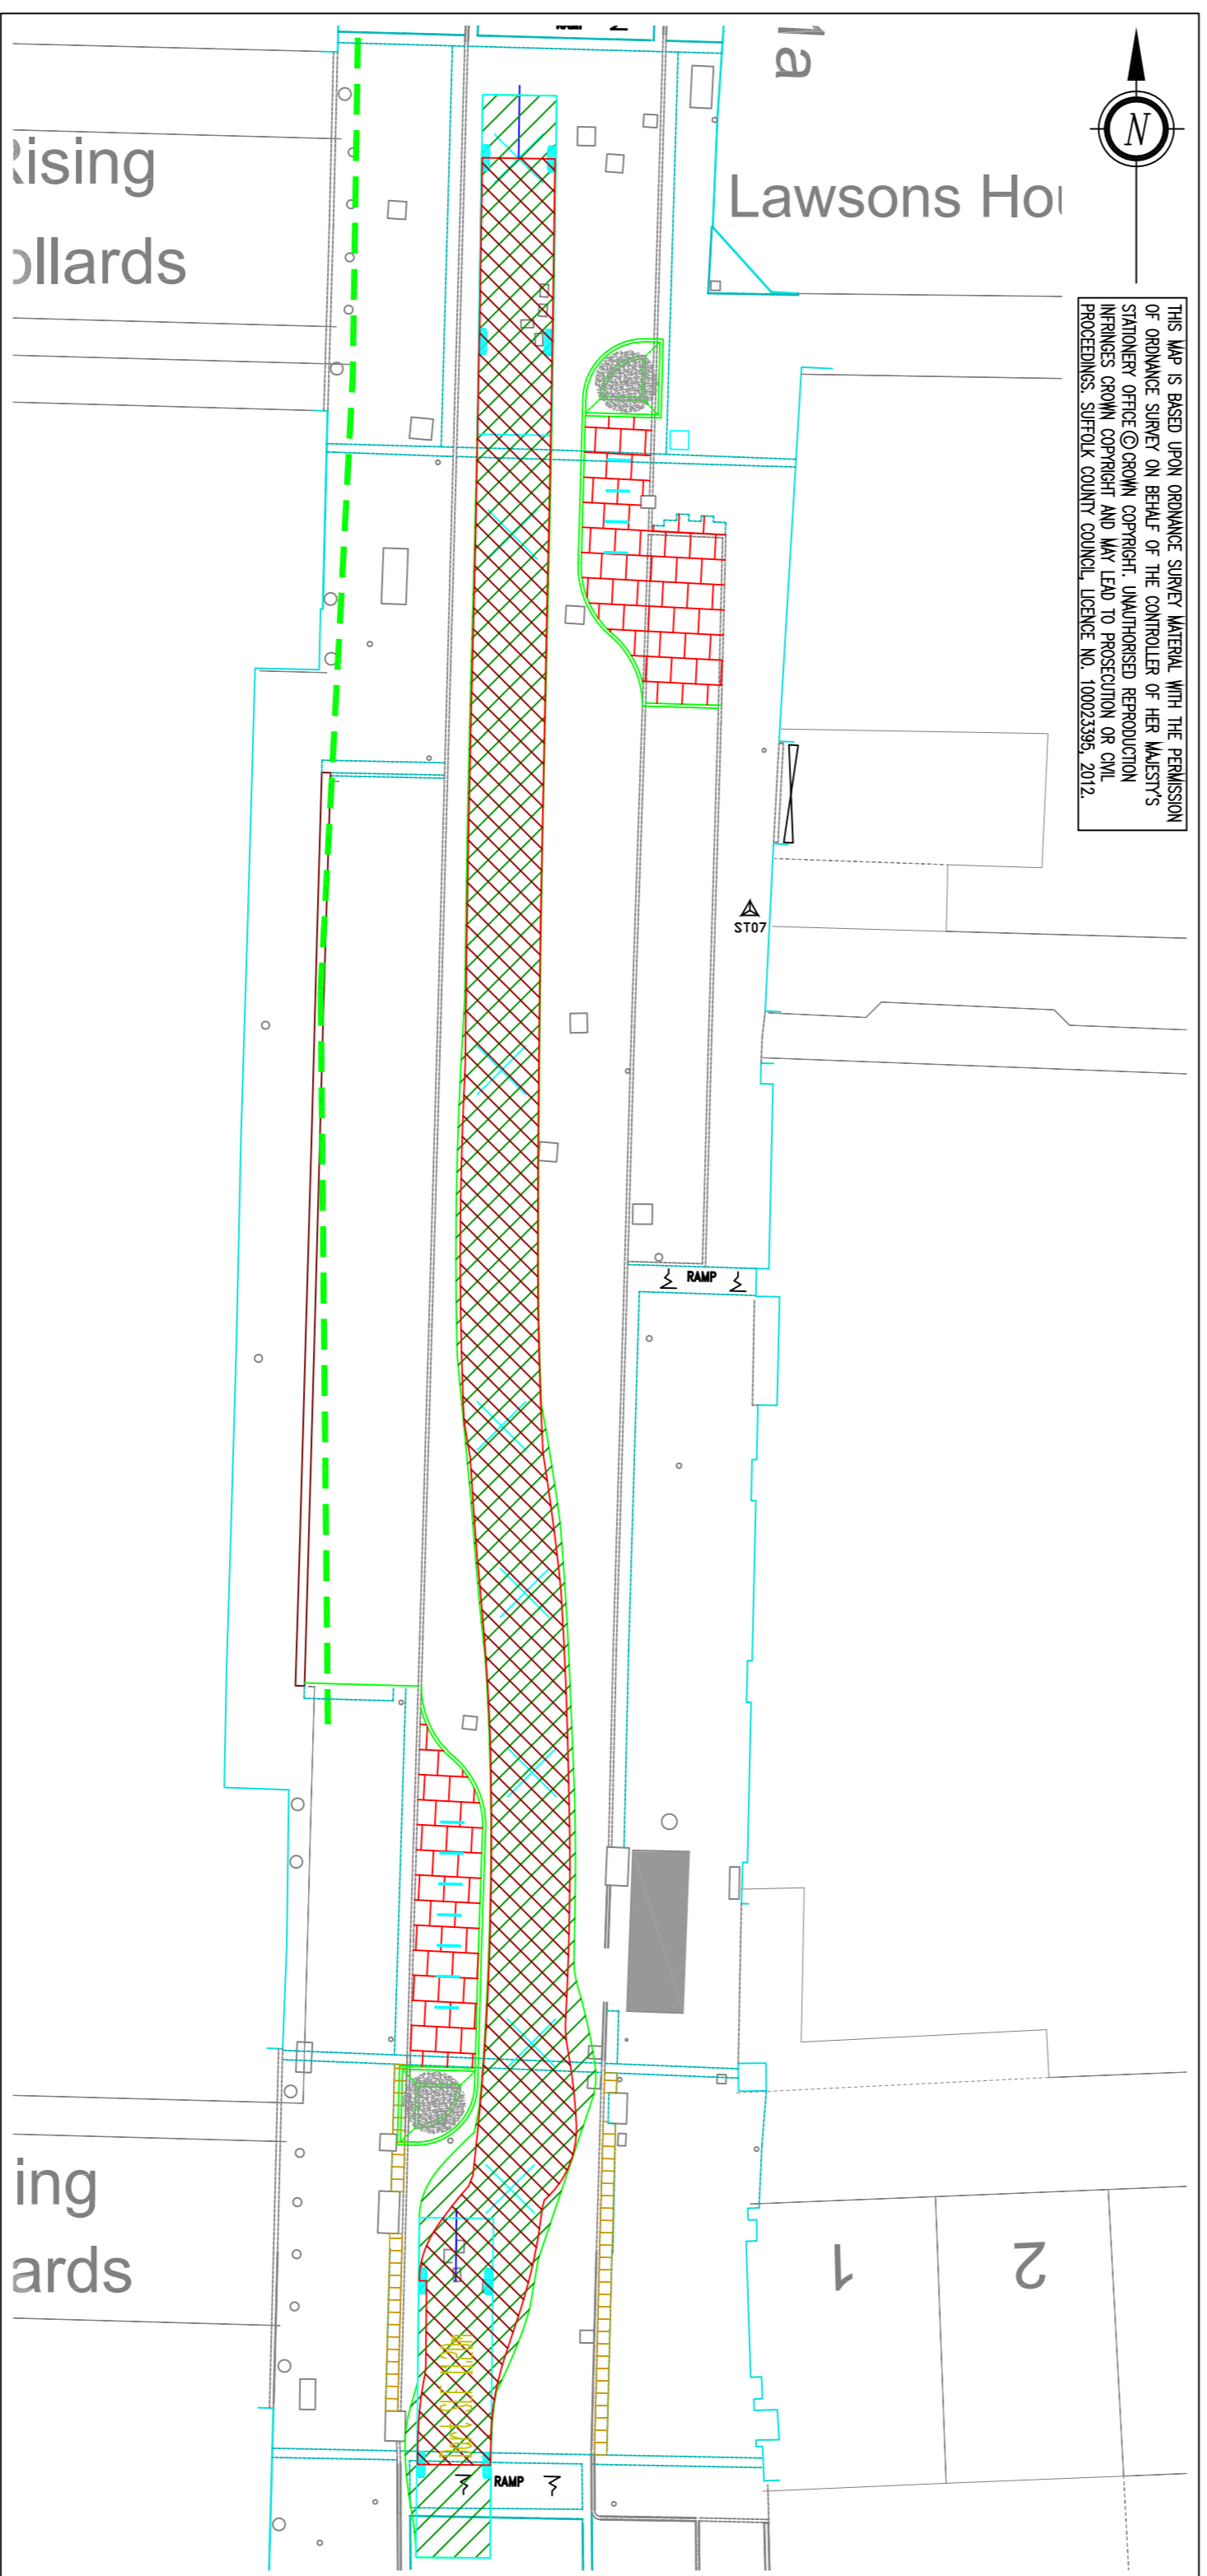 RAMP
1a
N
Rising
ollards
Lawsons Hou
THIS MAP IS BASED UPON ORDNANCE SURVEY MATERIAL WITH THE PERMISSION
OF ORDNANCE SURVEY ON BEHALF OF THE CONTROLLER OF HER MAJESTY'S
STATIONERY OFFICE © CROWN COPYRIGHT. UNAUTHORISED REPRODUCTION
INFRINGES CROWN COPYRIGHT AND MAY LEAD TO PROSECUTION OR CIVIL
PROCEEDINGS. SUFFOLK COUNTY COUNCIL, LICENCE NO. 100023395, 2012.
ST07
RAMP
ing
ards
1
2
RAMP